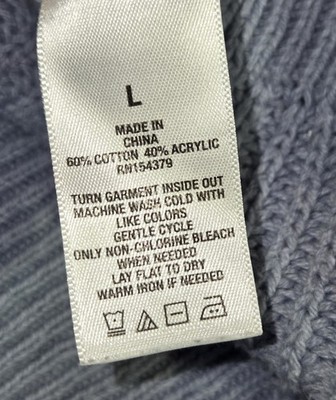 L
MADE IN
CHINA
60% COTTON 40% ACRYLIC
RN154379
TURN GARMENT INSIDE OUT
MACHINE WASH COLD WITH
LIKE COLORS
GENTLE CYCLE
ONLY NON-CHLORINE BLEACH
WHEN NEEDED
LAY FLAT TO DRY
WARM IRON IF NEEDED